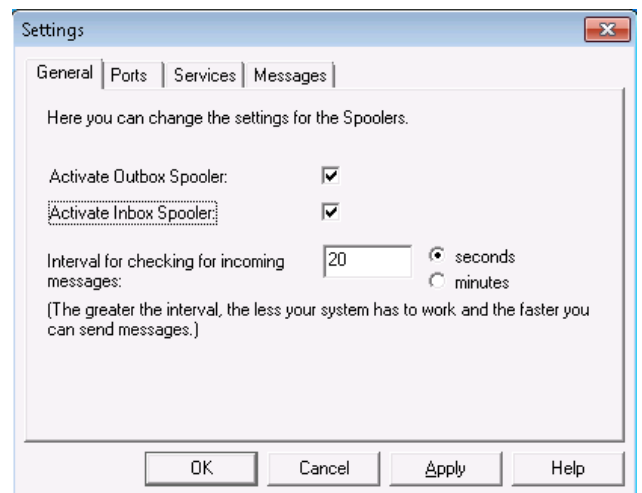 Settings
General Ports Services Messages
Here you can change the settings for the Spoolers.
Activate Outbox Spooler:
Activate Inbox Spooler:
Interval for checking for incoming messages:
20
seconds
minutes
(The greater the interval, the less your system has to work and the faster you
can send messages.)
OK Cancel Apply Help